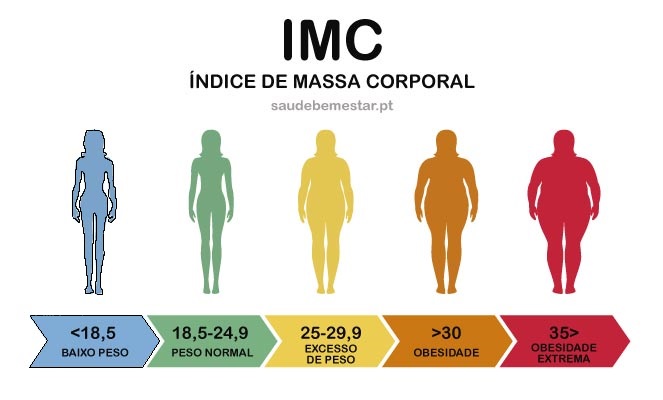 IMC
ÍNDICE DE MASSA CORPORAL
saudebemestar.pt
<18,5
BAIXO PESO
18,5-24,9
PESO NORMAL
25-29,9
EXCESSO
DE PESO
>30
OBESIDADE
35>
OBESIDADE
EXTREMA